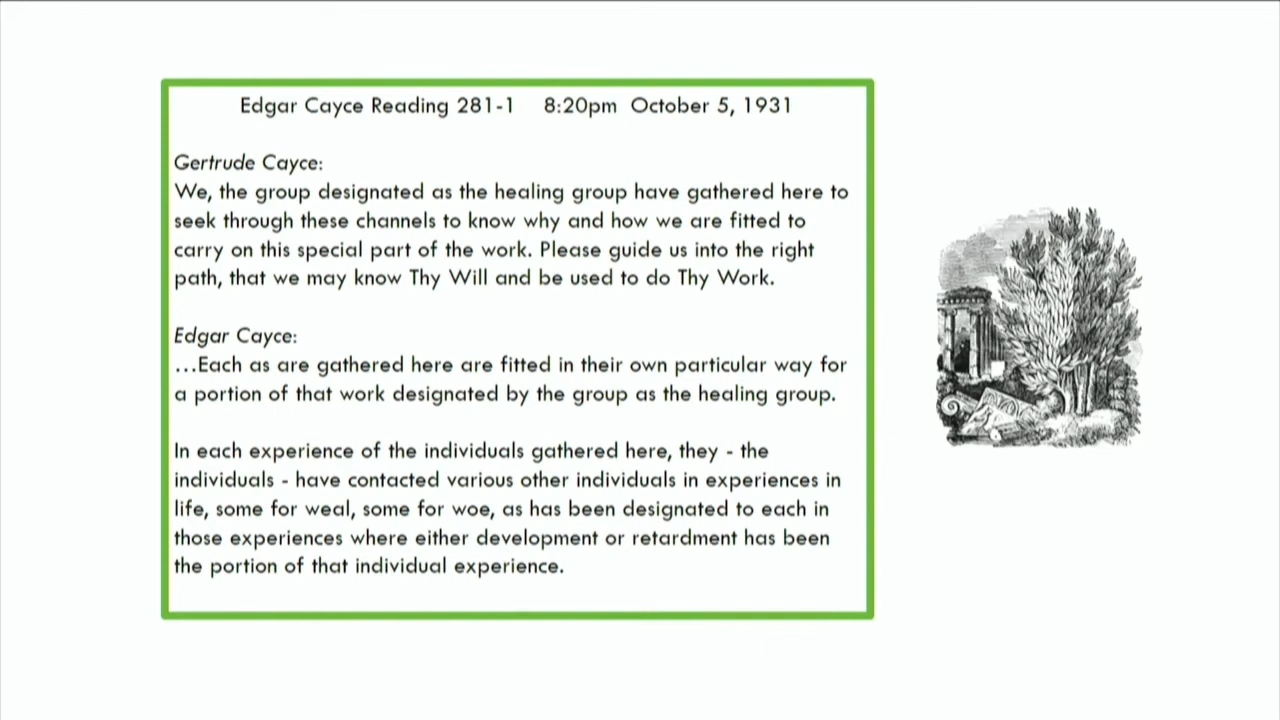 Edgar Cayce Reading 281-1 8:20pm October 5, 1931
Gertrude Cayce:
We, the group designated as the healing group have gathered here to
seek through these channels to know why and how we are fitted to
carry on this special part of the work. Please guide us into the right
path, that we may know Thy Will and be used to do Thy Work.
Edgar Cayce:
...Each as are gathered here are fitted in their own particular way for
a portion of that work designated by the group as the healing group.
In each experience of the individuals gathered here, they - the
individuals - have contacted various other individuals in experiences in
life, some for weal, some for woe, as has been designated to each in
those experiences where either development or retardment has been
the portion of that individual experience.